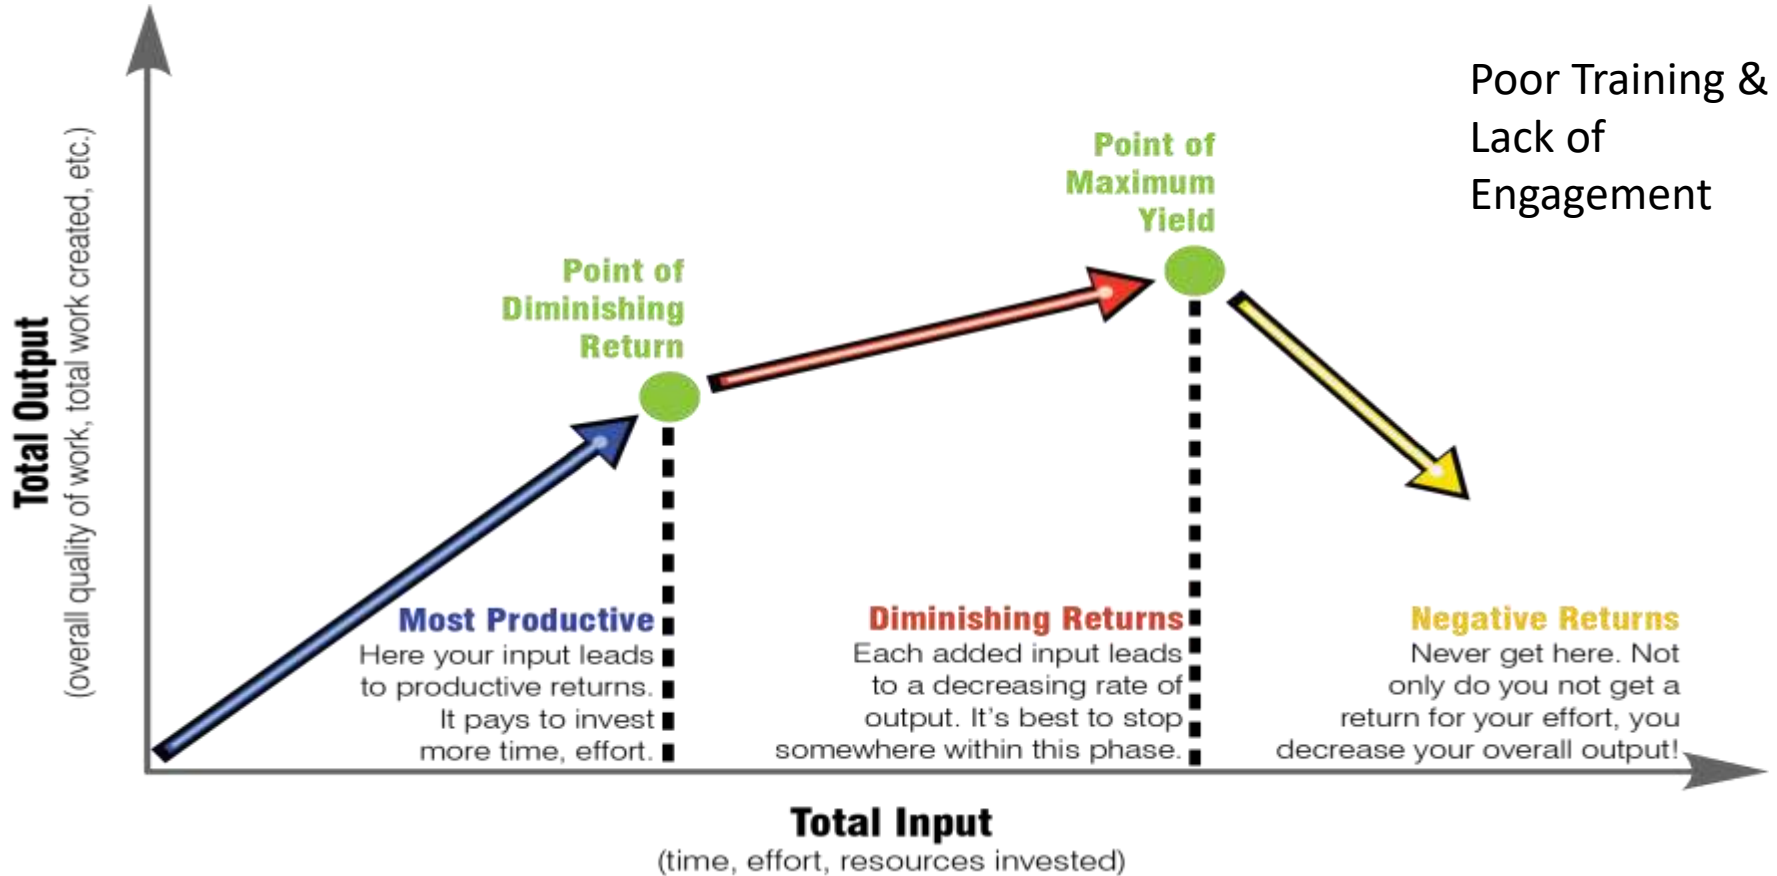 Poor Training &
Lack of
Engagement
Point of
Maximum
Yield
Point of
Diminishing
Return
Total Output
(overall quality of work, total work created, etc.)
Most Productive
Here your input leads
to productive returns.
It pays to invest
more time, effort.
Diminishing Returns
Each added input leads
to a decreasing rate of
output. It's best to stop
somewhere within this phase.
Negative Returns
Never get here. Not
only do you not get a
return for your effort, you
decrease your overall output!
Total Input
(time, effort, resources invested)